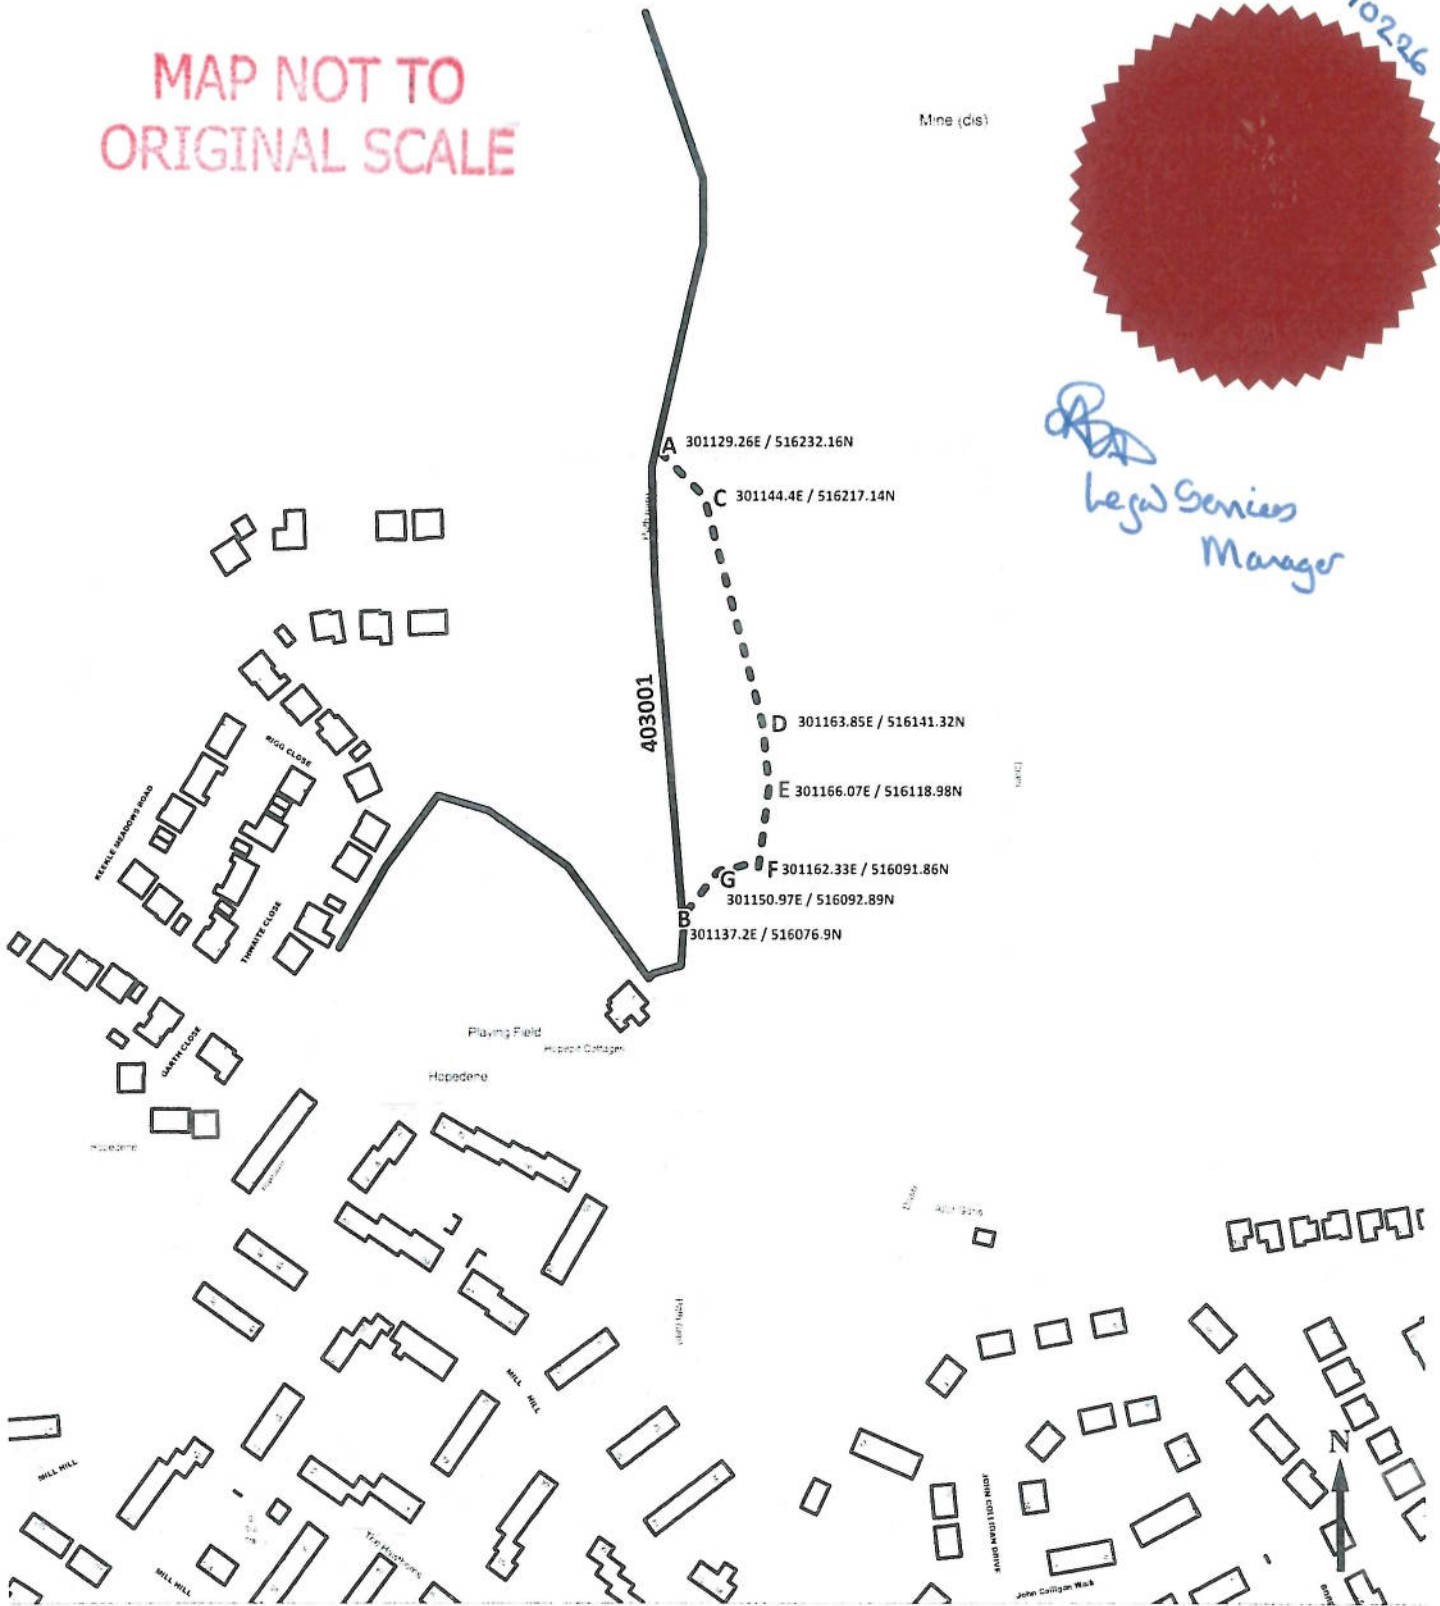 10226
MAP NOT TO
ORIGINAL SCALE
Mine (dis)
A 301129.26E / 516232.16N
C 301144.4E / 516217.14N
Legal Services
Manager
403001
D 301163.85E / 516141.32N
E 301166.07E / 516118.98N
F 301162.33E / 516091.86N
G
301150.97E / 516092.89N
B
301137.2E / 516076.9N
RIGG CLOSE
KEEKLE MEADOWS ROAD
THWAITE CLOSE
GARTH CLOSE
Playing Field
Hopedene
Hopedene
MILL HILL
MILL HILL
MILL HILL
N
JOHN COLLIGAN DRIVE
John Colligan Walk